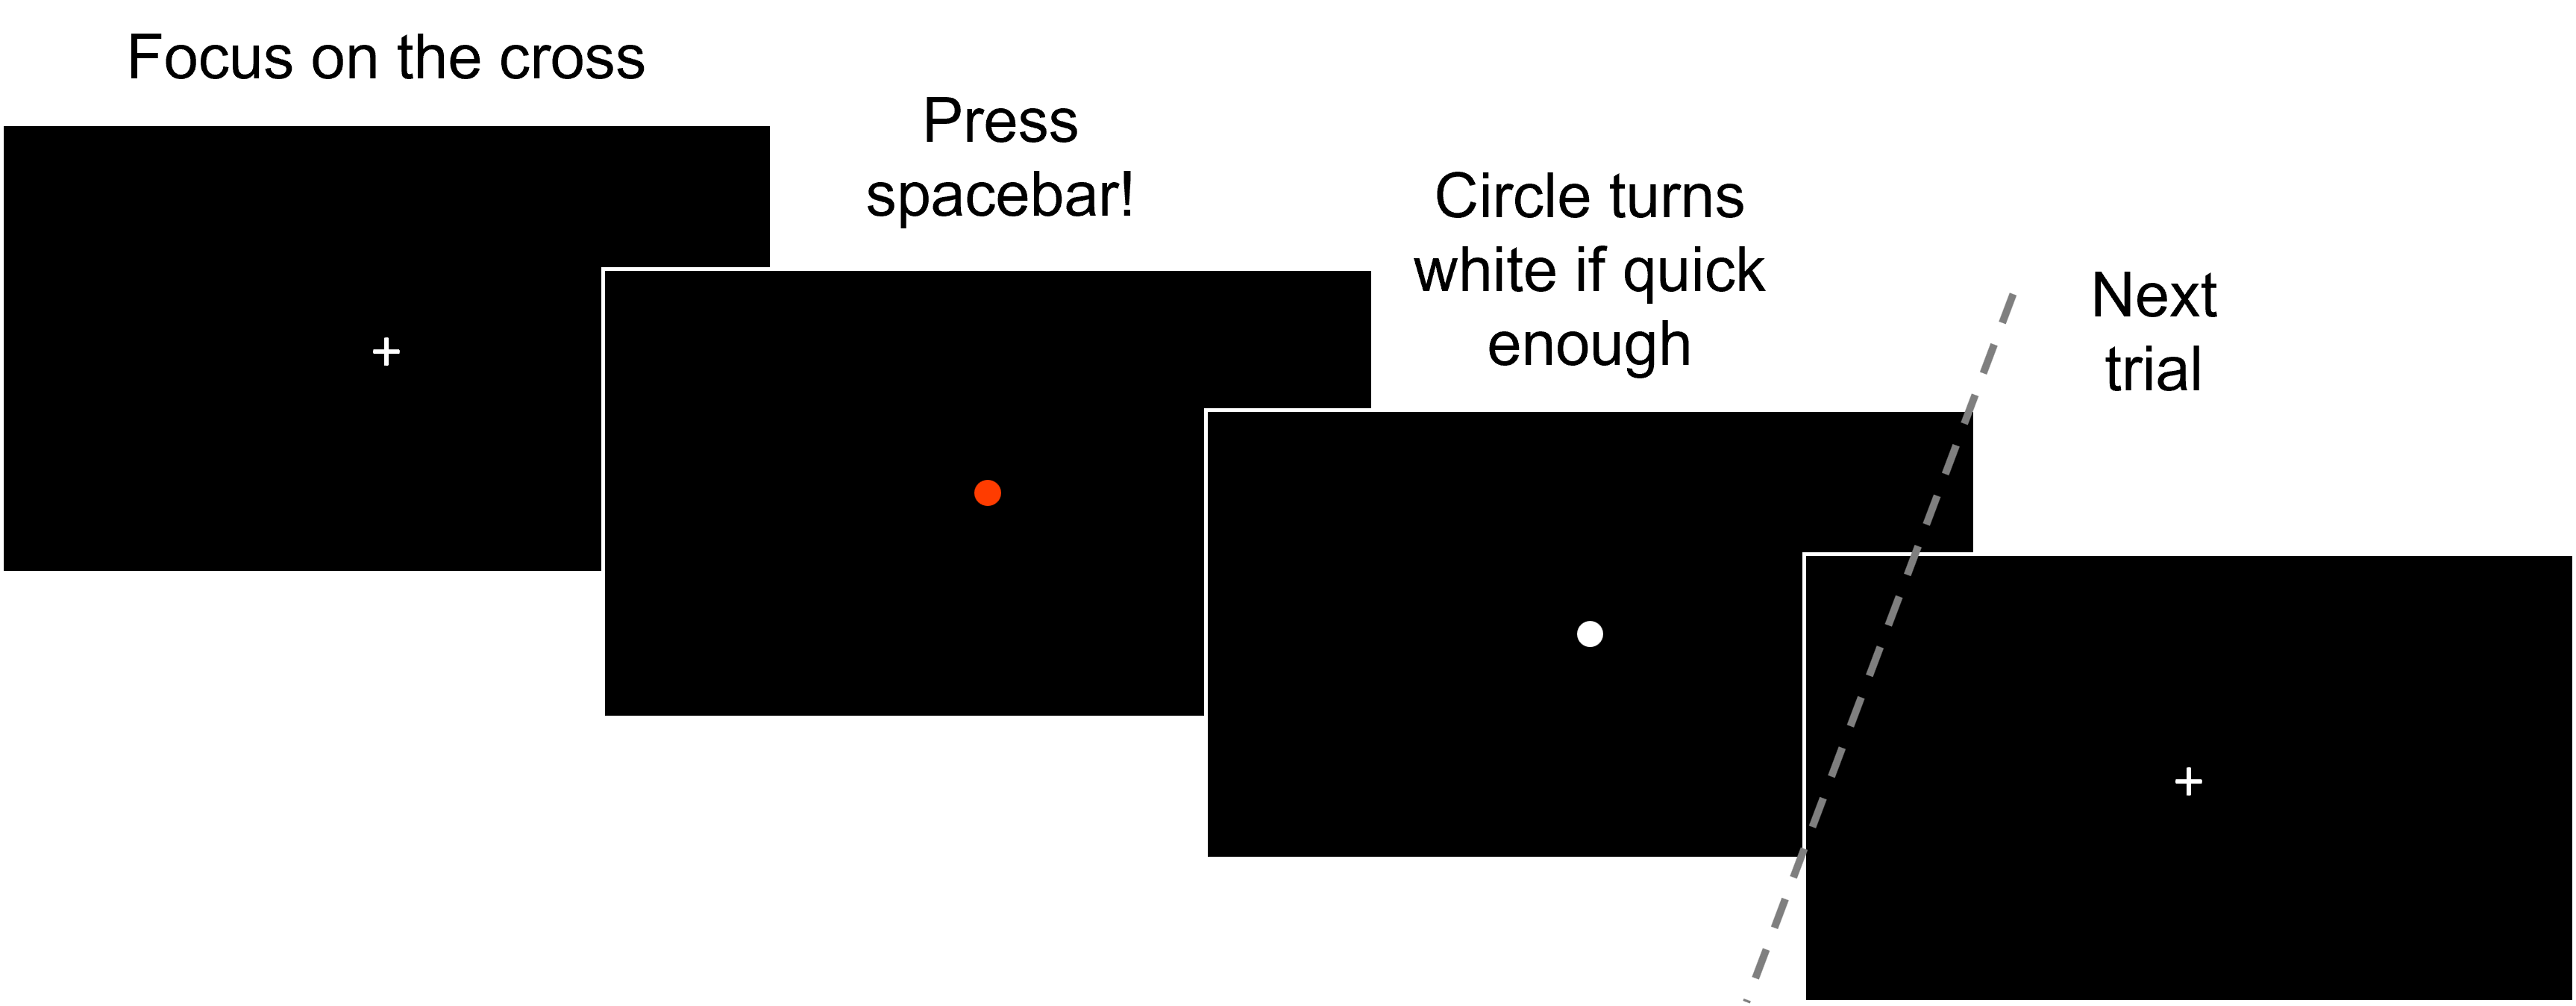 Focus on the cross
Press
spacebar!
Circle turns
white if quick
enough
Next
trial